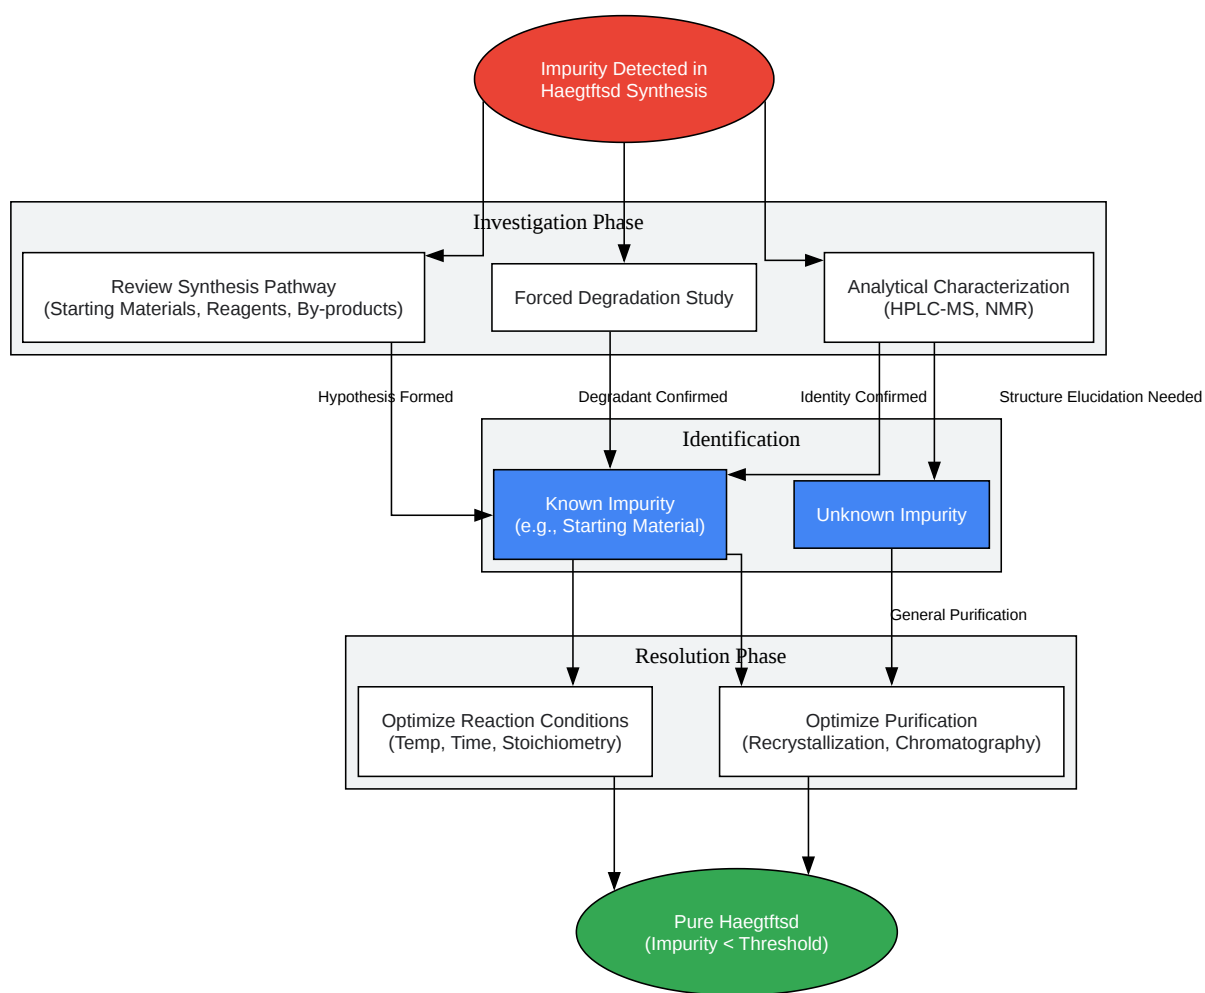 Impurity Detected in
Haegtftsd Synthesis
Investigation Phase
Review Synthesis Pathway
(Starting Materials, Reagents, By-products)
Forced Degradation Study
Analytical Characterization
(HPLC-MS, NMR)
Hypothesis Formed
Degradant Confirmed
Identity Confirmed
Structure Elucidation Needed
Identification
Known Impurity
(e.g., Starting Material)
Unknown Impurity
General Purification
Resolution Phase
Optimize Reaction Conditions
(Temp, Time, Stoichiometry)
Optimize Purification
(Recrystallization, Chromatography)
Pure Haegtftsd
(Impurity < Threshold)